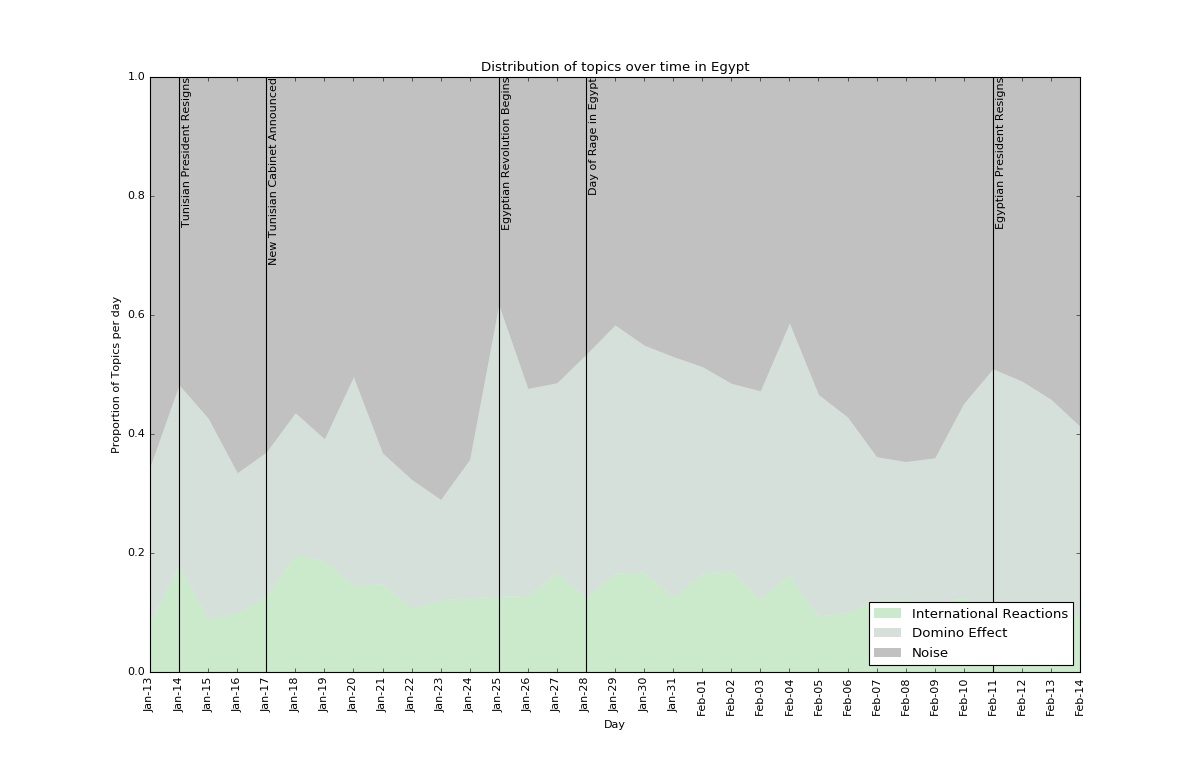 Distribution of topics over time in Egypt
Proportion of Topics per day
1.0
0.8
0.6
0.4
0.2
0.0
Tunisian President Resigns
New Tunisian Cabinet Announced
Egyptian Revolution Begins
Day of Rage in Egypt
Egyptian President Resigns
International Reactions
Domino Effect
Noise
Jan-13
Jan-14
Jan-15
Jan-16
Jan-17
Jan-18
Jan-19
Jan-20
Jan-21
Jan-22
Jan-23
Jan-24
Jan-25
Jan-26
Jan-27
Jan-28
Jan-29
Jan-30
Jan-31
Feb-01
Feb-02
Feb-03
Feb-04
Feb-05
Feb-06
Feb-07
Feb-08
Feb-09
Feb-10
Feb-11
Feb-12
Feb-13
Feb-14
Day